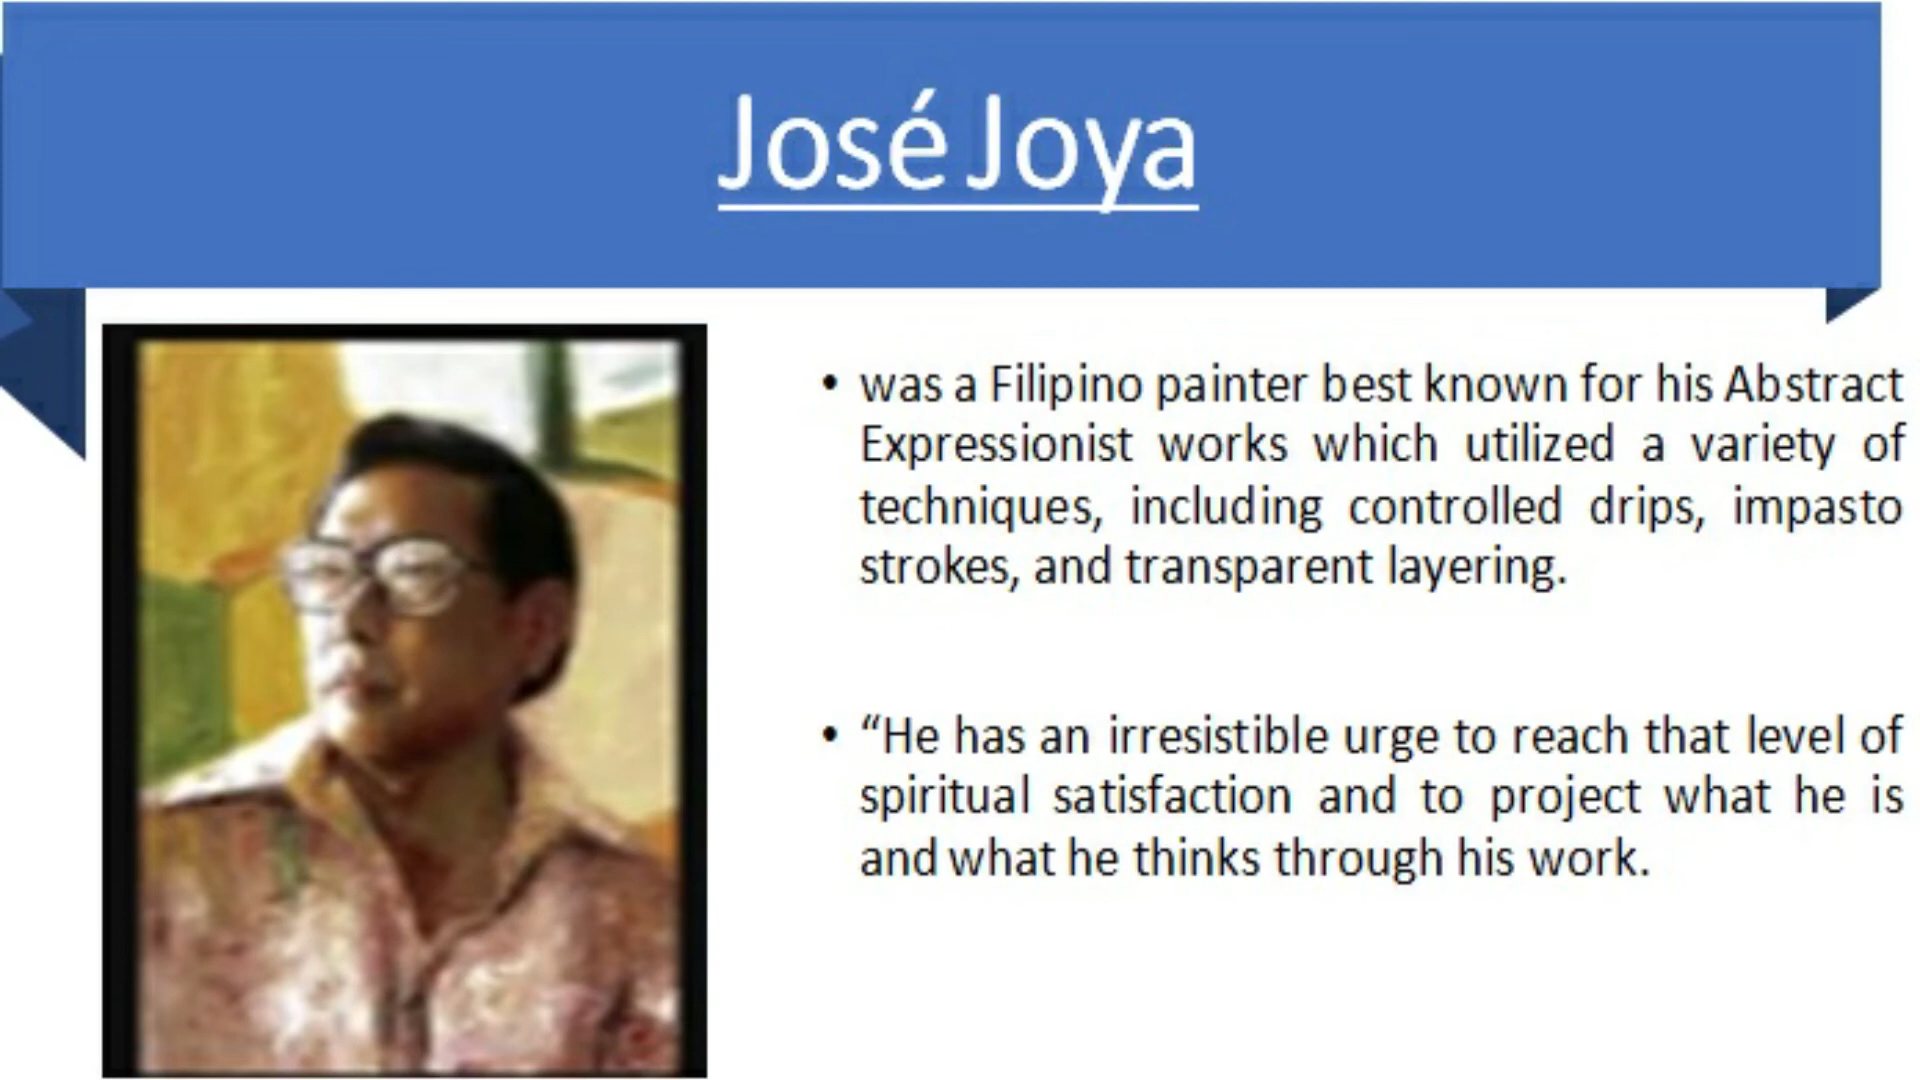 José Joya
• was a Filipino painter best known for his Abstract
Expressionist works which utilized a variety of
techniques, including controlled drips, impasto
strokes, and transparent layering.
• “He has an irresistible urge to reach that level of
spiritual satisfaction and to project what he is
and what he thinks through his work.